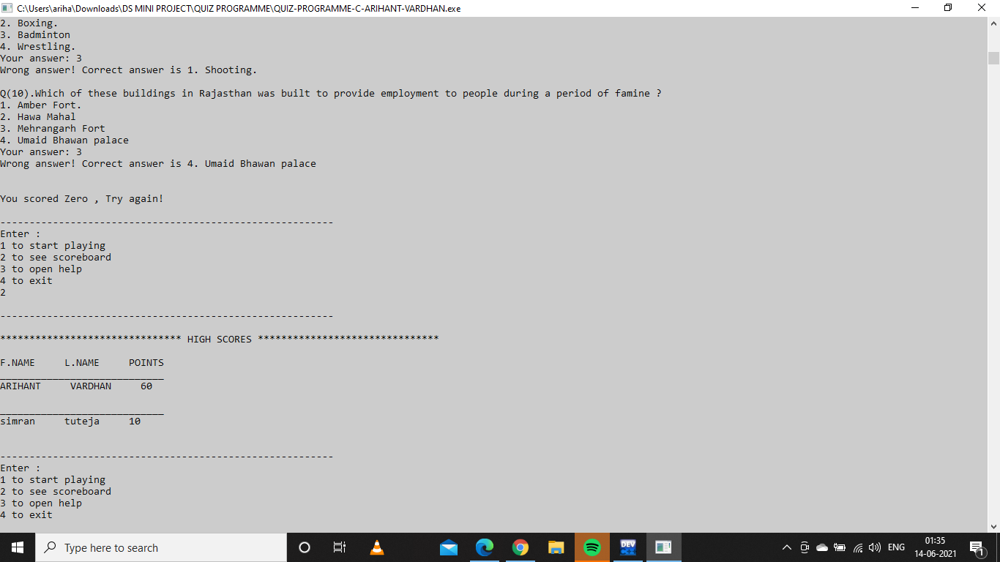 C:\Users\ariha\Downloads\DS MINI PROJECT\QUIZ PROGRAMME\QUIZ-PROGRAMME-C-ARIHANT-VARDHAN.exe
2. Boxing.
3. Badminton
4. Wrestling.
Your answer: 3
Wrong answer! Correct answer is 1. Shooting.
Q(10).Which of these buildings in Rajasthan was built to provide employment to people during a period of famine ?
1. Amber Fort.
2. Hawa Mahal
3. Mehrangarh Fort
4. Umaid Bhawan palace
Your answer: 3
Wrong answer! Correct answer is 4. Umaid Bhawan palace
You scored Zero , Try again!
---------------------------------------------------------
Enter :
1 to start playing
2 to see scoreboard
3 to open help
4 to exit
2
---------------------------------------------------------
******************************* HIGH SCORES *******************************
F.NAME     L.NAME     POINTS
____________________________
ARIHANT     VARDHAN     60
____________________________
simran     tuteja     10
---------------------------------------------------------
Enter :
1 to start playing
2 to see scoreboard
3 to open help
4 to exit
Type here to search
DEV
ENG
01:35
14-06-2021
1